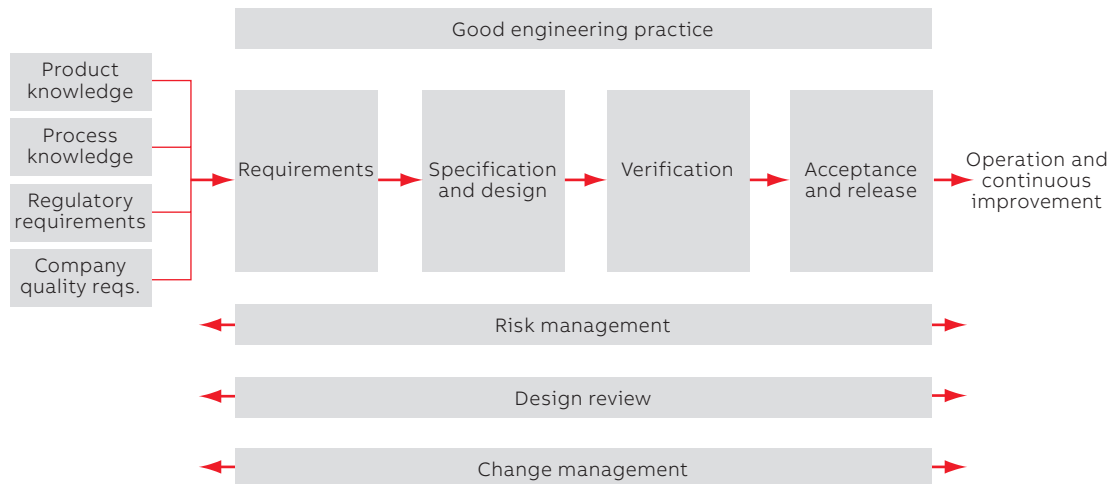 Good engineering practice
Product
knowledge
Process
knowledge
Regulatory
requirements
Company
quality reqs.
Requirements
Specification
and design
Verification
Acceptance
and release
Operation and
continuous
improvement
Risk management
Design review
Change management